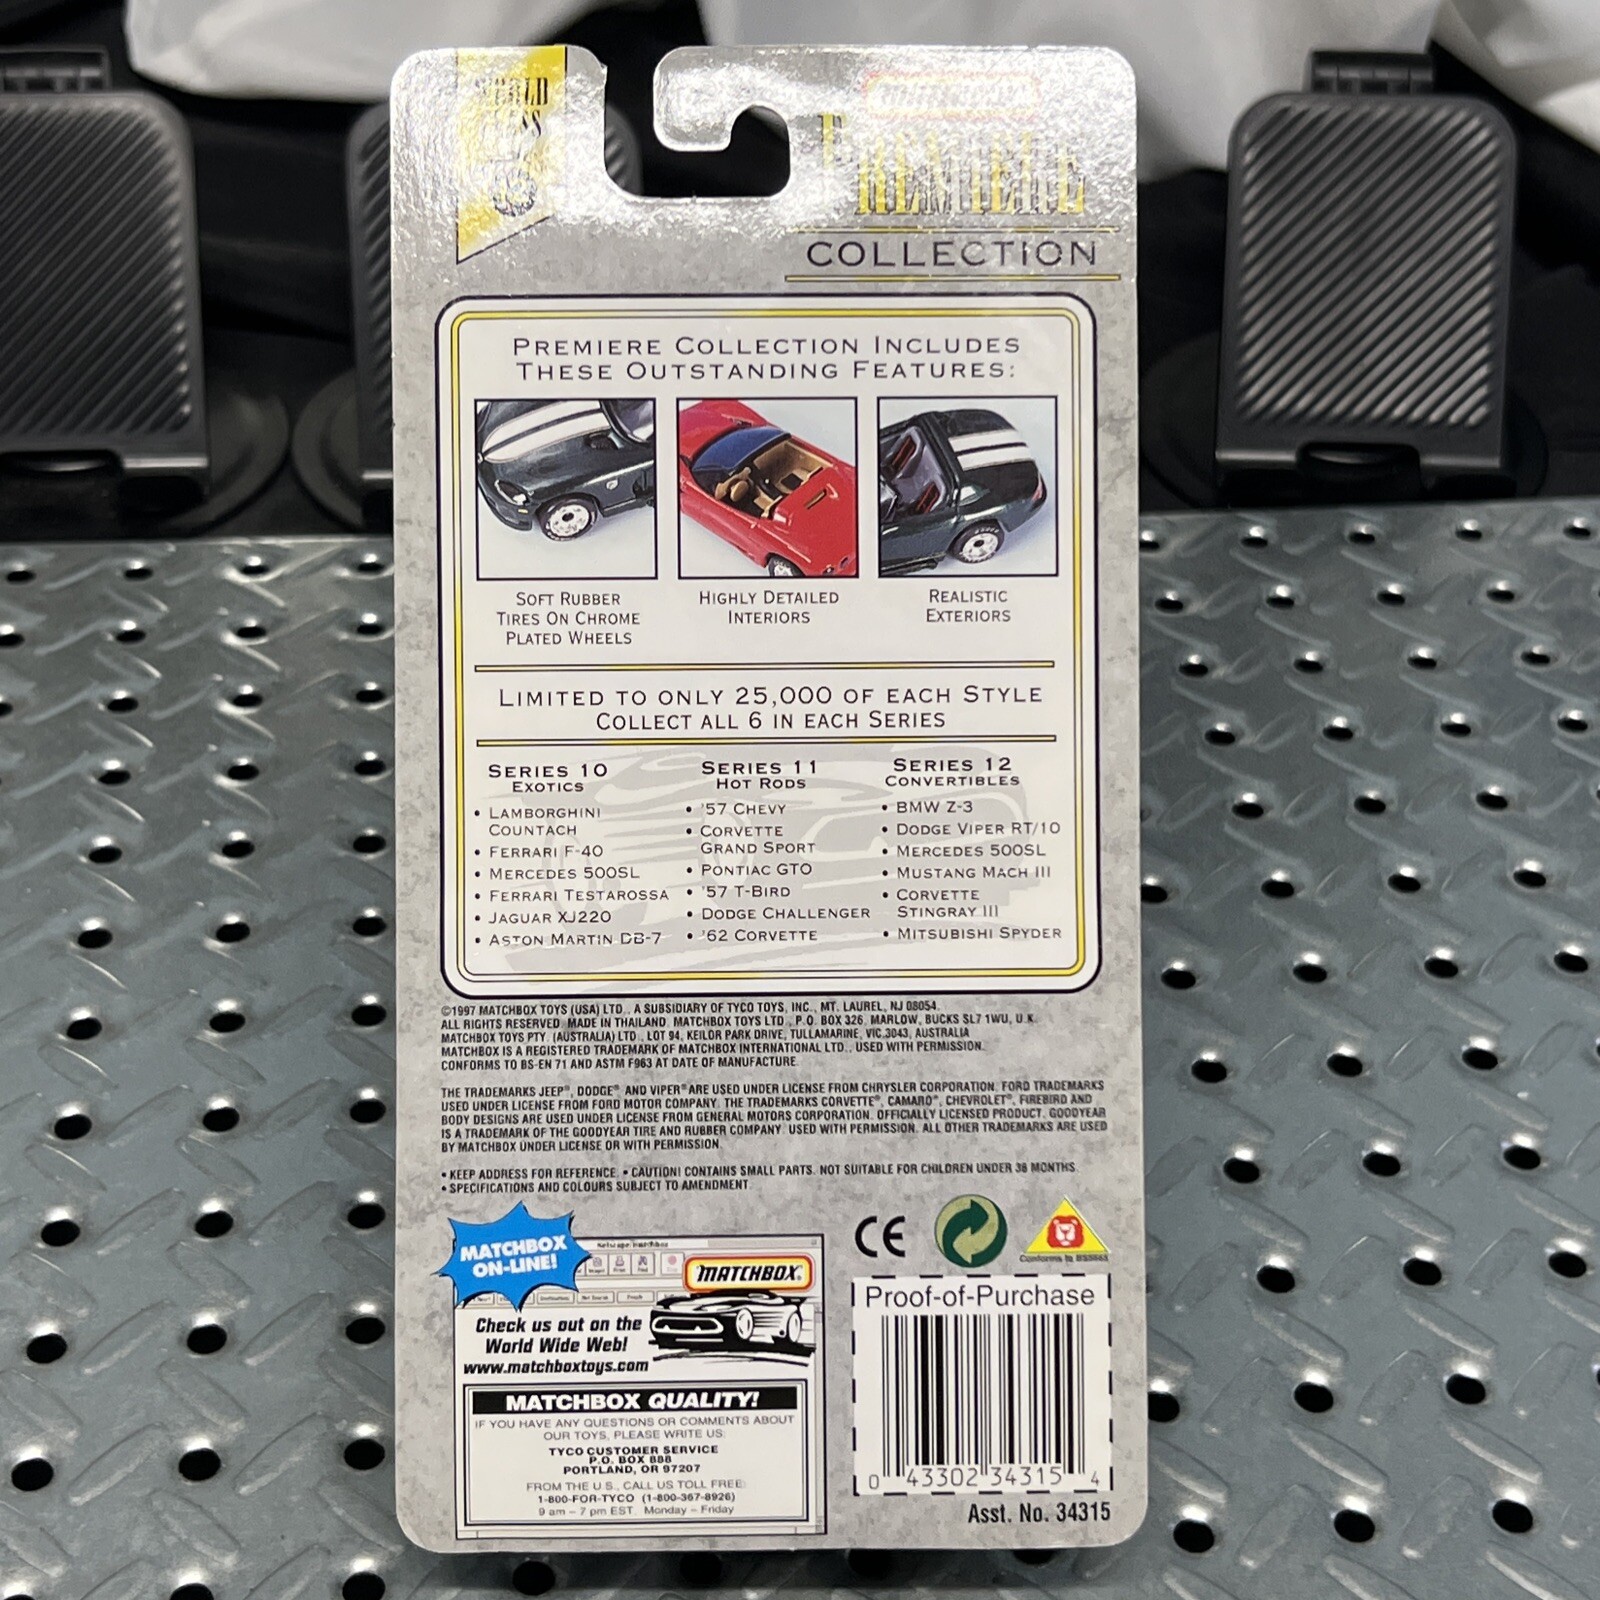 WORLD
CLASS
MATCHBOX
PREMIERE
COLLECTION
PREMIERE COLLECTION INCLUDES
THESE OUTSTANDING FEATURES:
SOFT RUBBER
TIRES ON CHROME
PLATED WHEELS
HIGHLY DETAILED
INTERIORS
REALISTIC
EXTERIORS
LIMITED TO ONLY 25,000 OF EACH STYLE
COLLECT ALL 6 IN EACH SERIES
SERIES 10
EXOTICS
• LAMBORGHINI
COUNTACH
• FERRARI F-40
• MERCEDES 500SL
• FERRARI TESTAROSSA
• JAGUAR XJ220
• ASTON MARTIN DB-7
SERIES 11
HOT RODS
• '57 CHEVY
• CORVETTE
GRAND SPORT
• PONTIAC GTO
• '57 T-BIRD
• DODGE CHALLENGER
• '62 CORVETTE
SERIES 12
CONVERTIBLES
• BMW Z-3
• DODGE VIPER RT/10
• MERCEDES 500SL
• MUSTANG MACH III
• CORVETTE
STINGRAY III
• MITSUBISHI SPYDER
©1997 MATCHBOX TOYS (USA) LTD.. A SUBSIDIARY OF TYCO TOYS, INC., MT. LAUREL, NJ 08054.
ALL RIGHTS RESERVED. MADE IN THAILAND. MATCHBOX TOYS LTD., P.O. BOX 326, MARLOW, BUCKS SL7 1WU, U.K.
MATCHBOX TOYS PTY. (AUSTRALIA) LTD., LOT 94, KEILOR PARK DRIVE, TULLAMARINE, VIC.3043, AUSTRALIA
MATCHBOX IS A REGISTERED TRADEMARK OF MATCHBOX INTERNATIONAL LTD., USED WITH PERMISSION.
CONFORMS TO BS-EN 71 AND ASTM F963 AT DATE OF MANUFACTURE.
THE TRADEMARKS JEEP®, DODGE® AND VIPER® ARE USED UNDER LICENSE FROM CHRYSLER CORPORATION. FORD TRADEMARKS
USED UNDER LICENSE FROM FORD MOTOR COMPANY. THE TRADEMARKS CORVETTE®, CAMARO®, CHEVROLET®, FIREBIRD AND
BODY DESIGNS ARE USED UNDER LICENSE FROM GENERAL MOTORS CORPORATION. OFFICIALLY LICENSED PRODUCT. GOODYEAR
IS A TRADEMARK OF THE GOODYEAR TIRE AND RUBBER COMPANY. USED WITH PERMISSION. ALL OTHER TRADEMARKS ARE USED
BY MATCHBOX UNDER LICENSE OR WITH PERMISSION.
• KEEP ADDRESS FOR REFERENCE. • CAUTION! CONTAINS SMALL PARTS. NOT SUITABLE FOR CHILDREN UNDER 36 MONTHS.
• SPECIFICATIONS AND COLOURS SUBJECT TO AMENDMENT.
MATCHBOX
ON-LINE!
MATCHBOX®
Check us out on the
World Wide Web!
www.matchboxtoys.com
MATCHBOX QUALITY!
IF YOU HAVE ANY QUESTIONS OR COMMENTS ABOUT
OUR TOYS, PLEASE WRITE US:
TYCO CUSTOMER SERVICE
P.O. BOX 888
PORTLAND, OR 97207
FROM THE U.S., CALL US TOLL FREE:
1-800-FOR-TYCO (1-800-367-8926)
9 am – 7 pm EST Monday – Friday
CE
Conforms to BS5665
Proof-of-Purchase
0 43302 34315 4
Asst. No. 34315